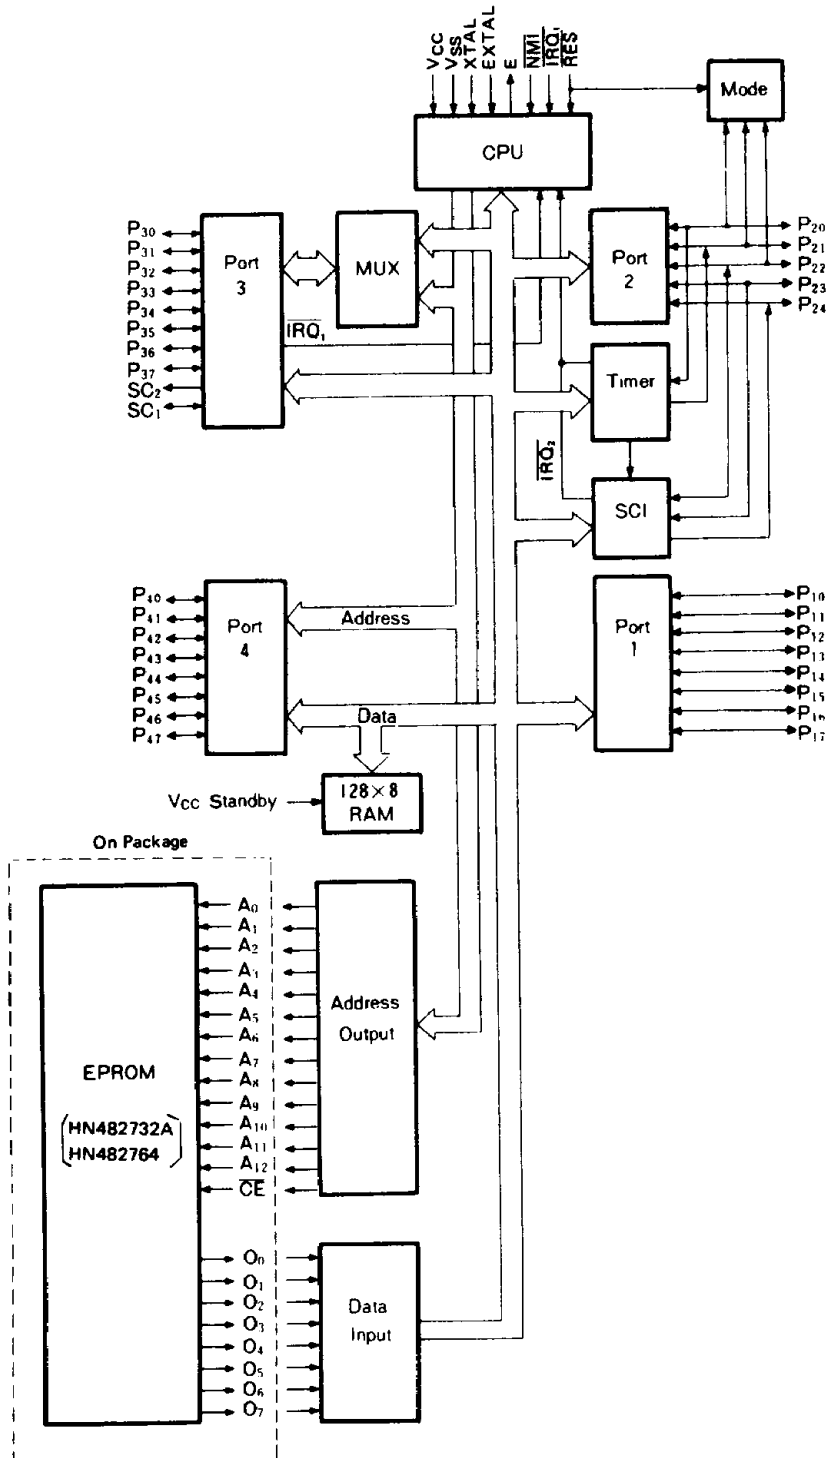 VCC
VSS
XTAL
EXTAL
E
NMI
IRQ1
RES
Mode
CPU
P30
P31
P32
P33
P34
P35
P36
P37
SC2
SC1
Port
3
MUX
IRQ1
Port
2
P20
P21
P22
P23
P24
Timer
IRQ2
SCI
P40
P41
P42
P43
P44
P45
P46
P47
Port
4
Address
Data
Port
1
P10
P11
P12
P13
P14
P15
P16
P17
VCC Standby
128×8
RAM
On Package
EPROM
(HN482732A
HN482764)
A0
A1
A2
A3
A4
A5
A6
A7
A8
A9
A10
A11
A12
CE
Address
Output
O0
O1
O2
O3
O4
O5
O6
O7
Data
Input